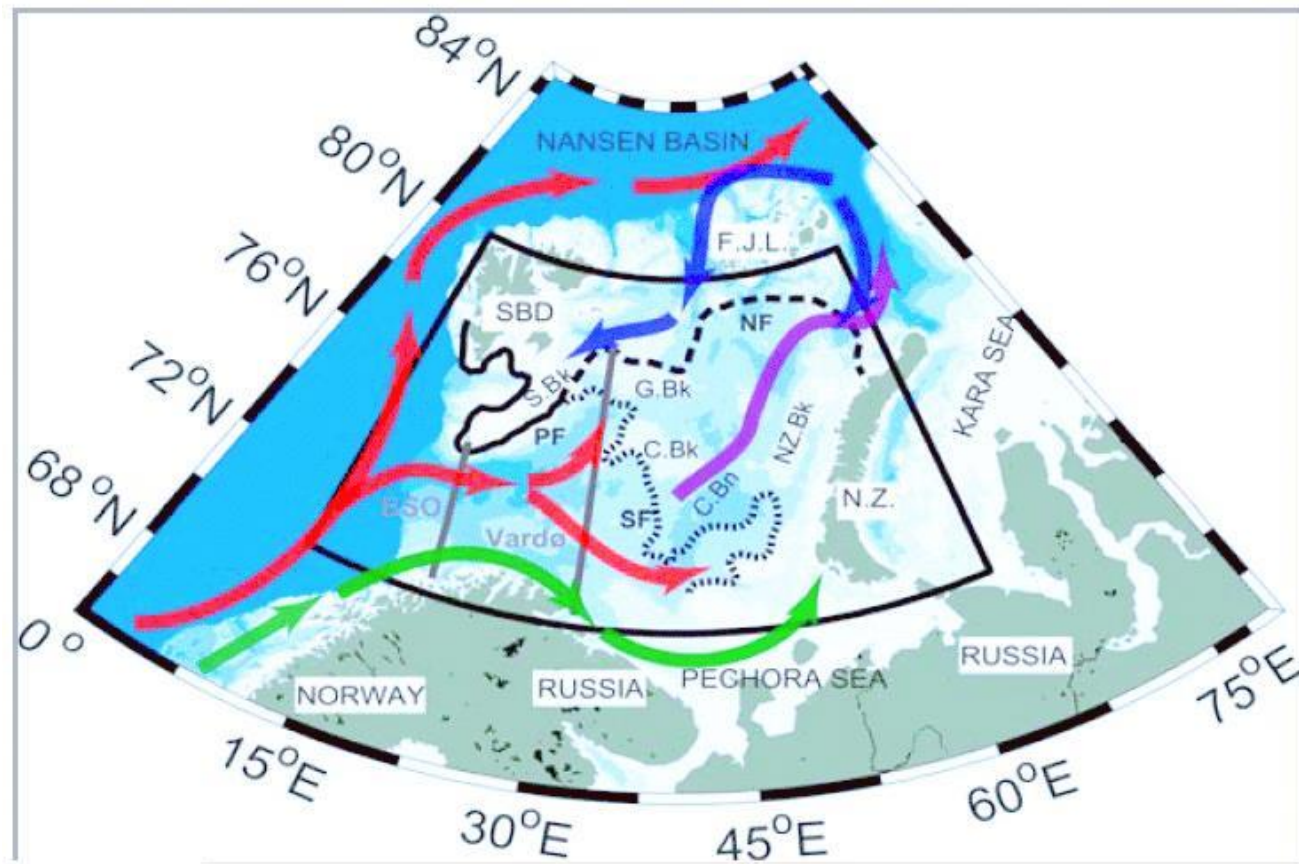 84°N
80°N
76°N
72°N
68°N
0°
15°E
30°E
45°E
60°E
75°E
NANSEN BASIN
F.J.L.
SBD
NF
KARA SEA
S.Bk
G.Bk
PF
C.Bk
NZ.Bk
BSO
C.Bn
N.Z.
SF
Vardø
NORWAY
RUSSIA
PECHORA SEA
RUSSIA